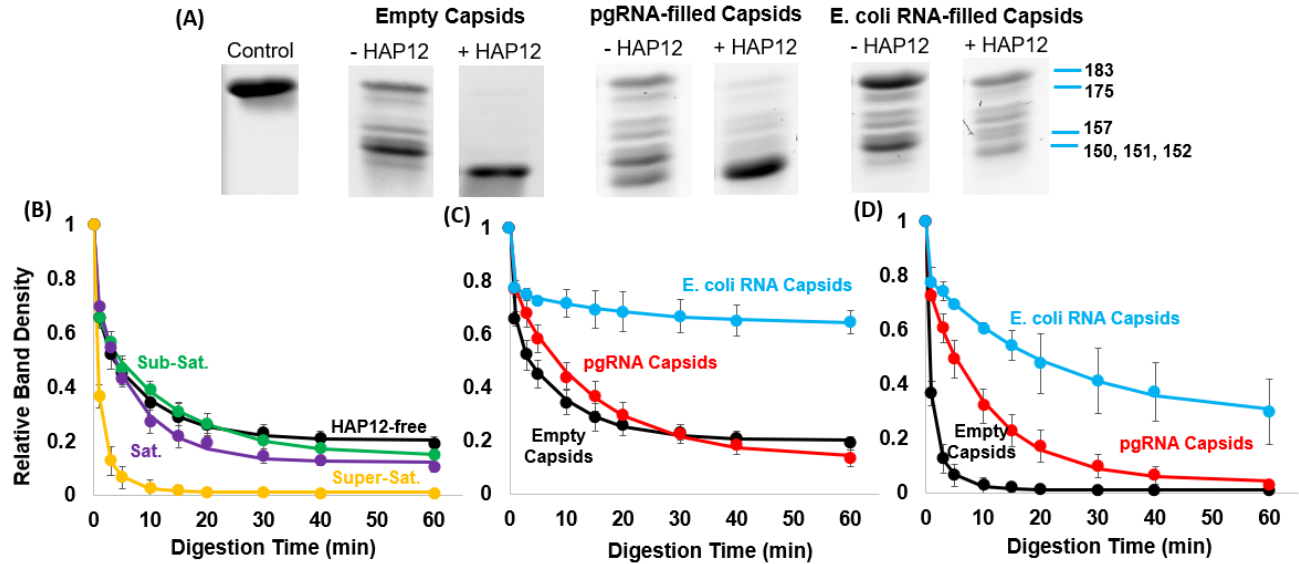 (A)
Empty Capsids
pgRNA-filled Capsids
E. coli RNA-filled Capsids
Control
- HAP12
+ HAP12
- HAP12
+ HAP12
- HAP12
+ HAP12
183
175
157
150, 151, 152
(B)
Relative Band Density
1
0.8
0.6
0.4
0.2
0
Sub-Sat.
HAP12-free
Sat.
Super-Sat.
0 10 20 30 40 50 60
Digestion Time (min)
(C)
1
0.8
0.6
0.4
0.2
0
E. coli RNA Capsids
pgRNA Capsids
Empty
Capsids
0 10 20 30 40 50 60
Digestion Time (min)
(D)
1
0.8
0.6
0.4
0.2
0
E. coli RNA Capsids
Empty
Capsids
pgRNA Capsids
0 10 20 30 40 50 60
Digestion Time (min)